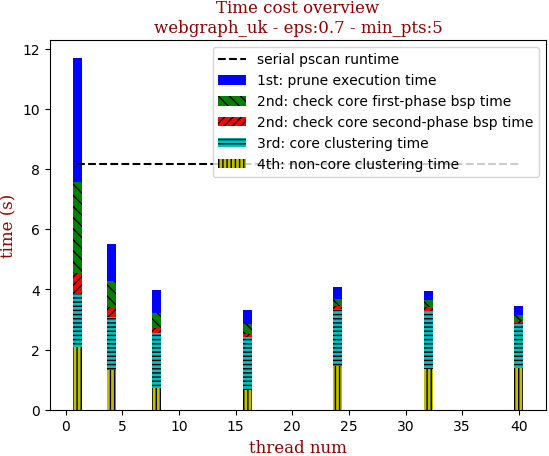 Time cost overview
webgraph_uk - eps:0.7 - min_pts:5
serial pscan runtime
1st: prune execution time
2nd: check core first-phase bsp time
2nd: check core second-phase bsp time
3rd: core clustering time
4th: non-core clustering time
time (s)
12
10
8
6
4
2
0
0 5 10 15 20 25 30 35 40
thread num